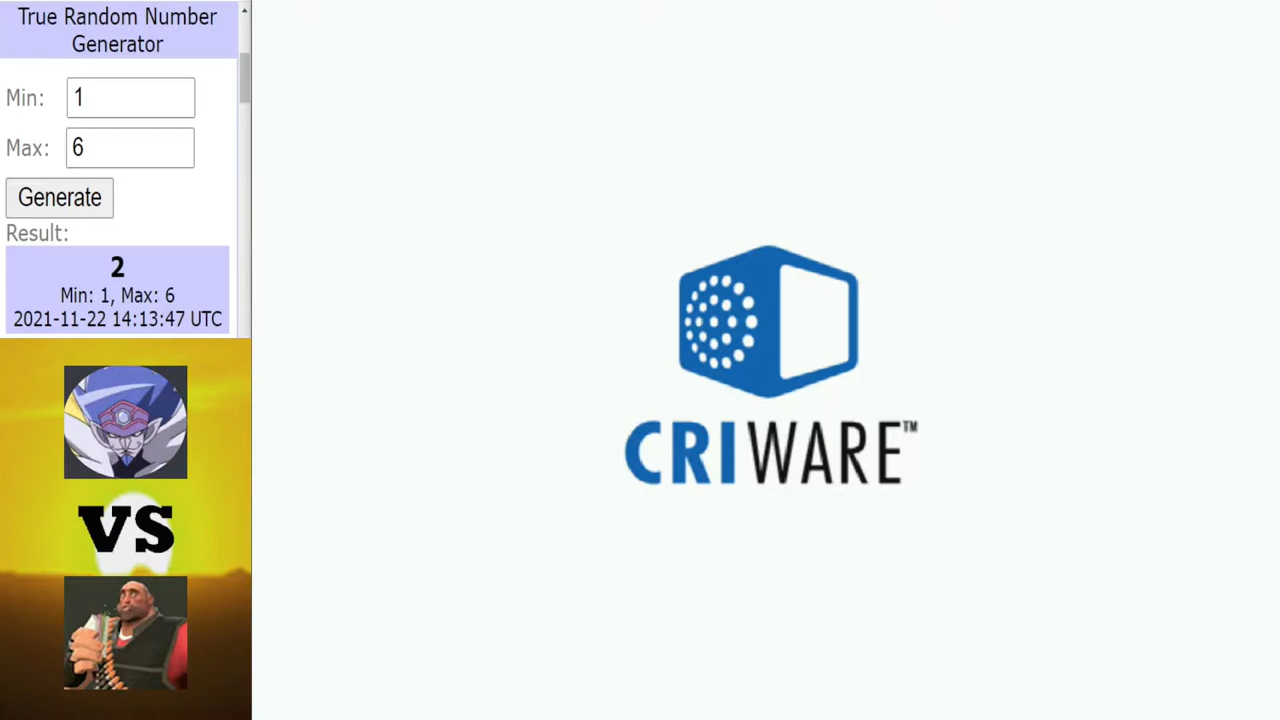 True Random Number
Generator
Min: 1
Max: 6
Generate
Result:
2
Min: 1, Max: 6
2021-11-22 14:13:47 UTC
VS
CRIWARE™